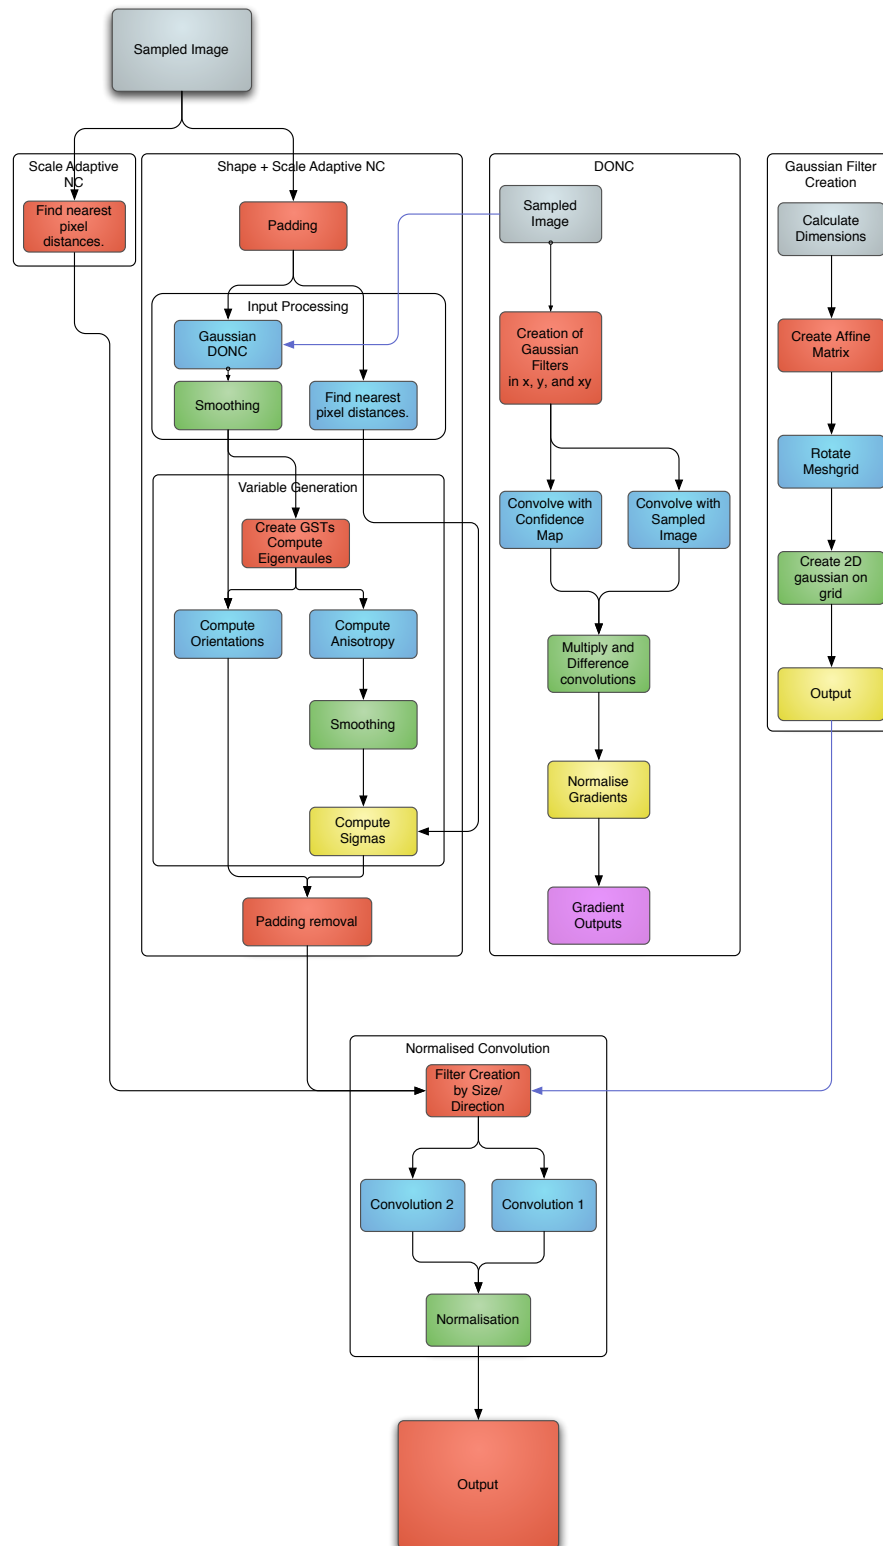 Sampled Image
Scale Adaptive
NC
Find nearest
pixel
distances.
Shape + Scale Adaptive NC
Padding
Input Processing
Gaussian
DONC
Smoothing
Find nearest
pixel distances.
Variable Generation
Create GSTs
Compute
Eigenvaules
Compute
Orientations
Compute
Anisotropy
Smoothing
Compute
Sigmas
Padding removal
DONC
Sampled
Image
Creation of
Gaussian
Filters
in x, y, and xy
Convolve with
Confidence
Map
Convolve with
Sampled
Image
Multiply and
Difference
convolutions
Normalise
Gradients
Gradient
Outputs
Gaussian Filter
Creation
Calculate
Dimensions
Create Affine
Matrix
Rotate
Meshgrid
Create 2D
gaussian on
grid
Output
Normalised Convolution
Filter Creation
by Size/
Direction
Convolution 2
Convolution 1
Normalisation
Output